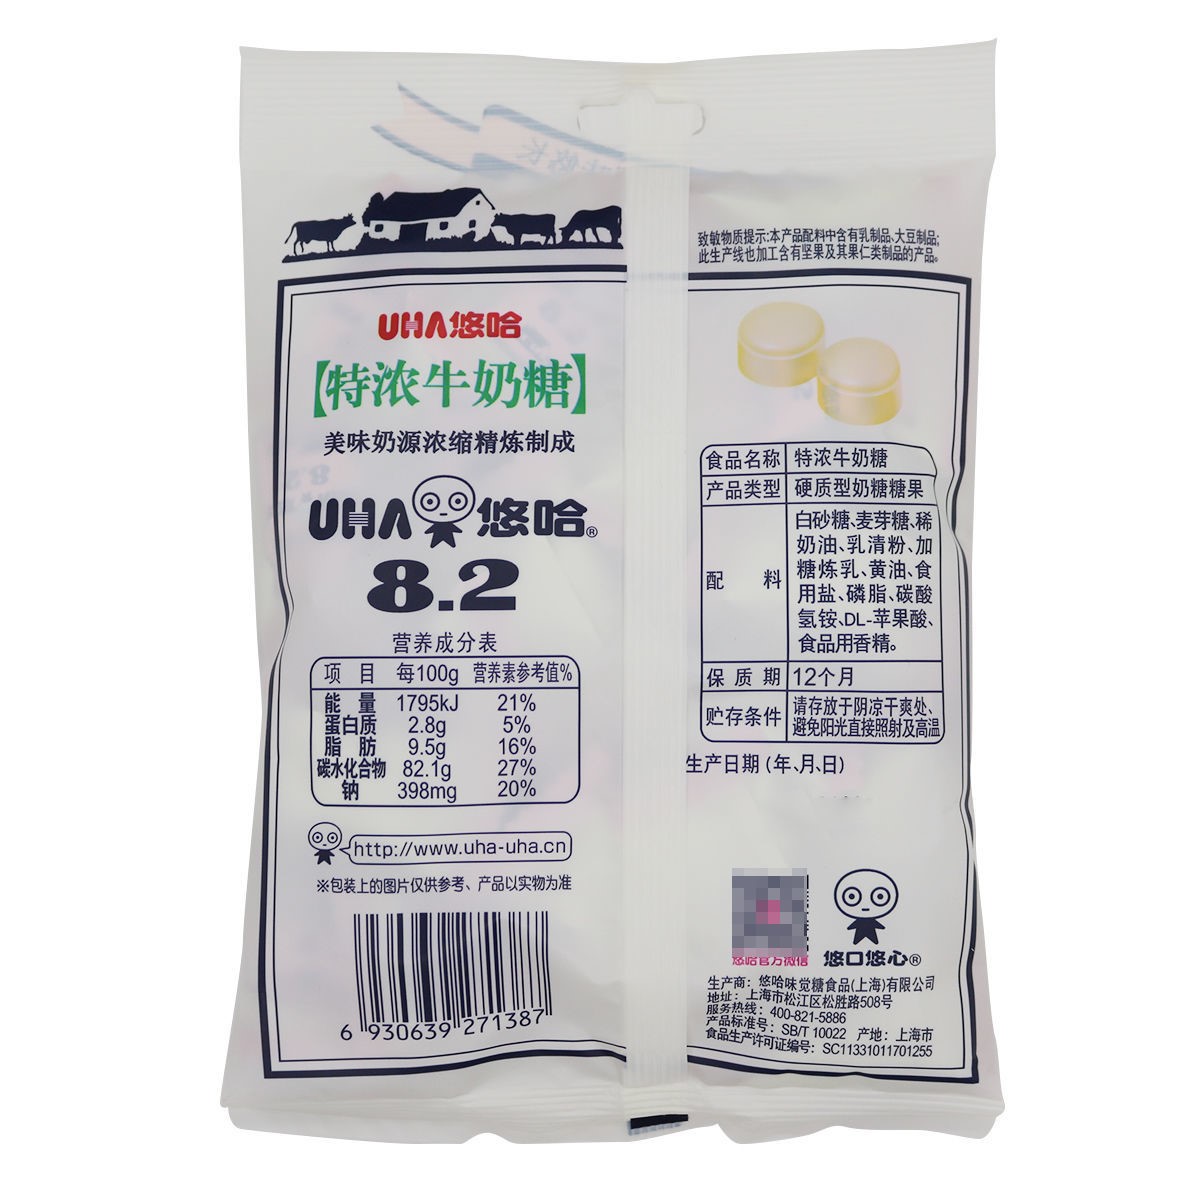 致敏物质提示:本产品配料中含有乳制品、大豆制品;
此生产线也加工含有坚果及其果仁类制品的产品。
UHA悠哈
【特浓牛奶糖】
美味奶源浓缩精炼制成
UHA悠哈®
8.2
营养成分表
项 目 每100g 营养素参考值%
能 量 1795kJ 21%
蛋白质 2.8g 5%
脂 肪 9.5g 16%
碳水化合物 82.1g 27%
钠 398mg 20%
http://www.uha-uha.cn
※包装上的图片仅供参考、产品以实物为准
6 930639 271387
食品名称 特浓牛奶糖
产品类型 硬质型奶糖糖果
配 料 白砂糖、麦芽糖、稀
奶油、乳清粉、加
糖炼乳、黄油、食
用盐、磷脂、碳酸
氢铵、DL-苹果酸、
食品用香精。
保 质 期 12个月
贮存条件 请存放于阴凉干爽处、
避免阳光直接照射及高温
生产日期 (年、月、日)
悠哈官方微信
悠口悠心®
生产商: 悠哈味觉糖食品(上海)有限公司
地址: 上海市松江区松胜路508号
服务热线: 400-821-5886
产品标准号: SB/T 10022 产地: 上海市
食品生产许可证编号: SC11331011701255